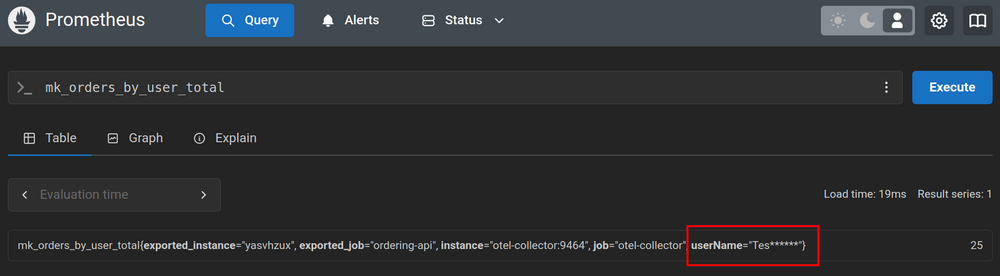 Prometheus Query Alerts Status
>_ mk_orders_by_user_total Execute
Table Graph Explain
Evaluation time Load time: 19ms Result series: 1
mk_orders_by_user_total{exported_instance="yasvhzux", exported_job="ordering-api", instance="otel-collector:9464", job="otel-collector", userName="Tes******"} 25